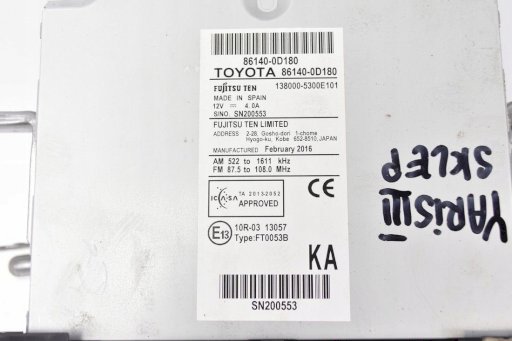 86140-0D180
TOYOTA 86140-0D180
FUJITSU TEN 138000-5300E101
MADE IN SPAIN
12V ⎓ 4.0A
S/NO. SN200553
FUJITSU TEN LIMITED
ADDRESS 2-28, Gosho-dori 1-chome
Hyogo-ku, Kobe 652-8510, JAPAN
MANUFACTURED February 2016
AM 522 to 1611 kHz
FM 87.5 to 108.0 MHz
ICASA
TA 2013 2052
APPROVED
CE
E13
10R-03 13057
Type:FT0053B
KA
SN200553
YARIS III
SKLEP